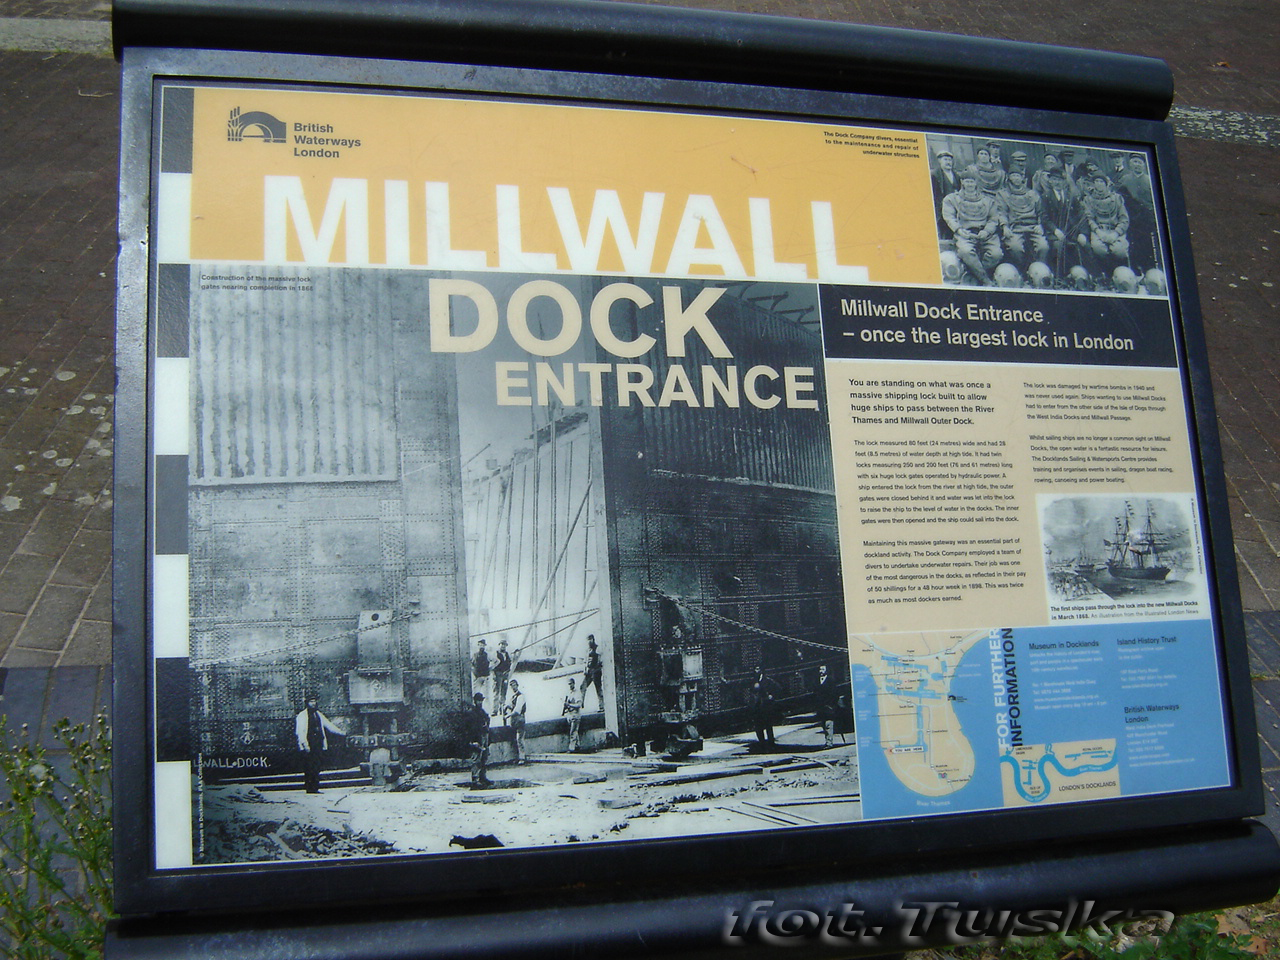 British
Waterways
London
The Dock Company divers, essential
to the maintenance and repair of
underwater structures
MILLWALL
DOCK
ENTRANCE
Construction of the massive lock
gates nearing completion in 1868
Millwall Dock Entrance
– once the largest lock in London
You are standing on what was once a
massive shipping lock built to allow
huge ships to pass between the River
Thames and Millwall Outer Dock.
The lock measured 80 feet (24 metres) wide and had 28
feet (8.5 metres) of water depth at high tide. It had twin
locks measuring 250 and 200 feet (76 and 61 metres) long
with six huge lock gates operated by hydraulic power. A
ship entered the lock from the river at high tide, the outer
gates were closed behind it and water was let into the lock
to raise the ship to the level of water in the docks. The inner
gates were then opened and the ship could sail into the dock.
Maintaining this massive gateway was an essential part of
dockland activity. The Dock Company employed a team of
divers to undertake underwater repairs. Their job was one
of the most dangerous in the docks, as reflected in their pay
of 50 shillings for a 48 hour week in 1898. This was twice
as much as most dockers earned.
The lock was damaged by wartime bombs in 1940 and
was never used again. Ships wanting to use Millwall Docks
had to enter from the other side of the Isle of Dogs through
the West India Docks and Millwall Passage.
Whilst sailing ships are no longer a common sight on Millwall
Docks, the open water is a fantastic resource for leisure.
The Docklands Sailing & Watersports Centre provides
training and organises events in sailing, dragon boat racing,
rowing, canoeing and power boating.
The first ships pass through the lock into the new Millwall Docks
in March 1868. An illustration from the Illustrated London News
WALL-DOCK.
FOR FURTHER
INFORMATION
Museum in Docklands
Island History Trust
British Waterways
London
YOU ARE HERE
River Thames
LONDON'S DOCKLANDS
fot. Tuska